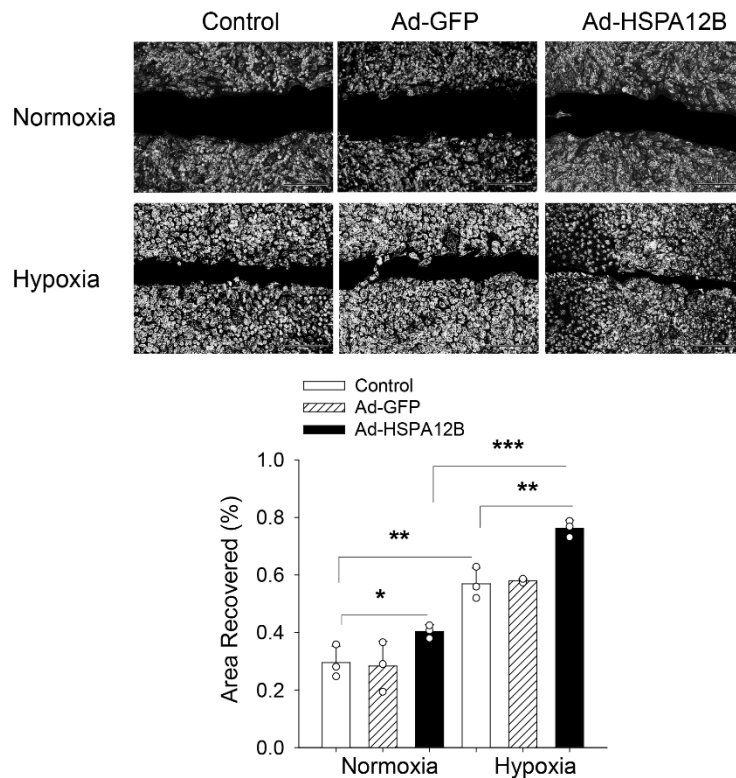 Control Ad-GFP Ad-HSPA12B
Normoxia
Hypoxia
Control
Ad-GFP
Ad-HSPA12B
Area Recovered (%)
1.0
0.8
0.6
0.4
0.2
0.0
***
**
**
*
Normoxia Hypoxia